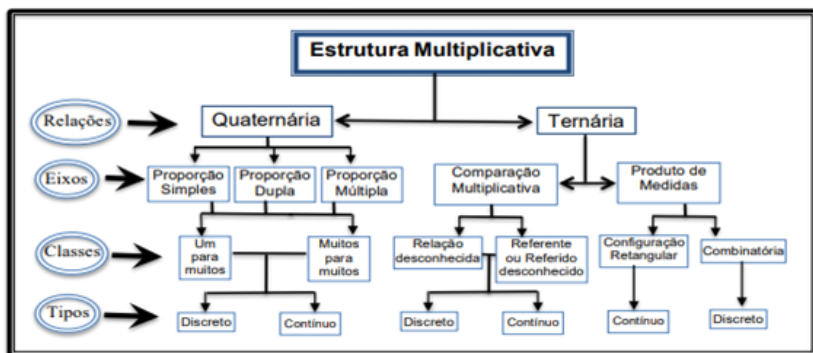 Estrutura Multiplicativa
Relações
Quaternária
Ternária
Eixos
Proporção
Simples
Proporção
Dupla
Proporção
Múltipla
Comparação
Multiplicativa
Produto de
Medidas
Classes
Um
para
muitos
Muitos
para
muitos
Relação
desconhecida
Referente
ou Referido
desconhecido
Configuração
Retangular
Combinatória
Tipos
Discreto
Contínuo
Discreto
Contínuo
Contínuo
Discreto